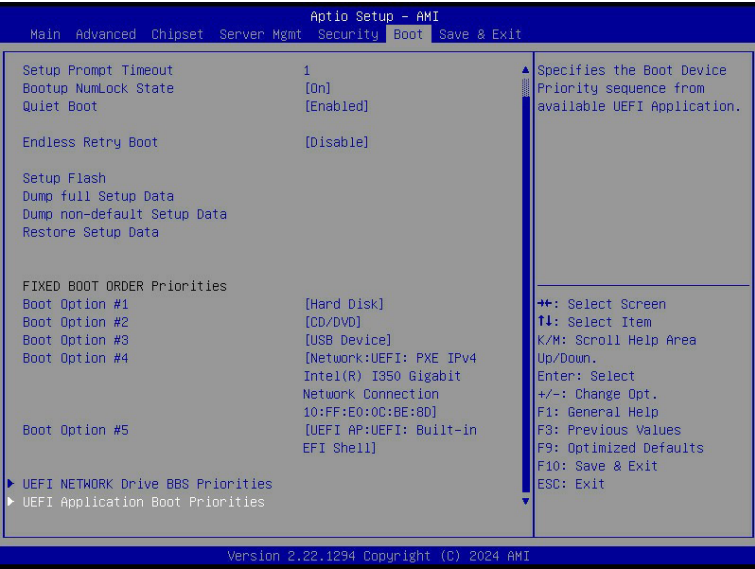 Aptio Setup – AMI
Main Advanced Chipset Server Mgmt Security Boot Save & Exit
Setup Prompt Timeout 1
Bootup NumLock State [On]
Quiet Boot [Enabled]
Endless Retry Boot [Disable]
Setup Flash
Dump full Setup Data
Dump non-default Setup Data
Restore Setup Data
FIXED BOOT ORDER Priorities
Boot Option #1 [Hard Disk]
Boot Option #2 [CD/DVD]
Boot Option #3 [USB Device]
Boot Option #4 [Network:UEFI: PXE IPv4
Intel(R) I350 Gigabit
Network Connection
10:FF:E0:0C:BE:8D]
Boot Option #5 [UEFI AP:UEFI: Built-in
EFI Shell]
UEFI NETWORK Drive BBS Priorities
UEFI Application Boot Priorities
Specifies the Boot Device
Priority sequence from
available UEFI Application.
→←: Select Screen
↑↓: Select Item
K/M: Scroll Help Area
Up/Down.
Enter: Select
+/-: Change Opt.
F1: General Help
F3: Previous Values
F9: Optimized Defaults
F10: Save & Exit
ESC: Exit
Version 2.22.1294 Copyright (C) 2024 AMI